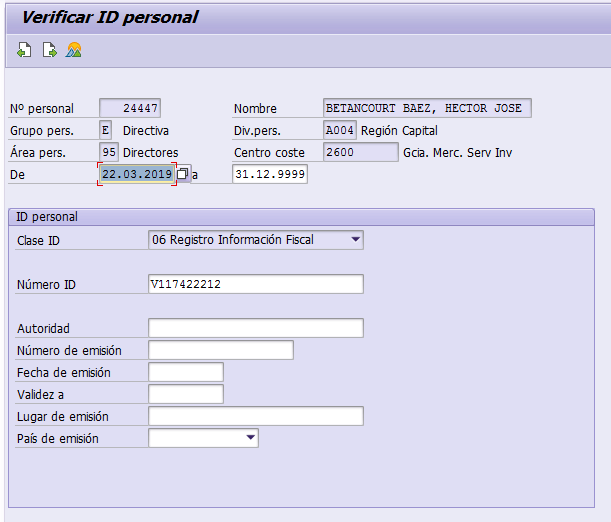 Verificar ID personal
Nº personal 24447 Nombre BETANCOURT BAEZ, HECTOR JOSE
Grupo pers. E Directiva Div.pers. A004 Región Capital
Área pers. 95 Directores Centro coste 2600 Gcia. Merc. Serv Inv
De 22.03.2019 a 31.12.9999
ID personal
Clase ID 06 Registro Información Fiscal
Número ID V117422212
Autoridad
Número de emisión
Fecha de emisión
Validez a
Lugar de emisión
País de emisión